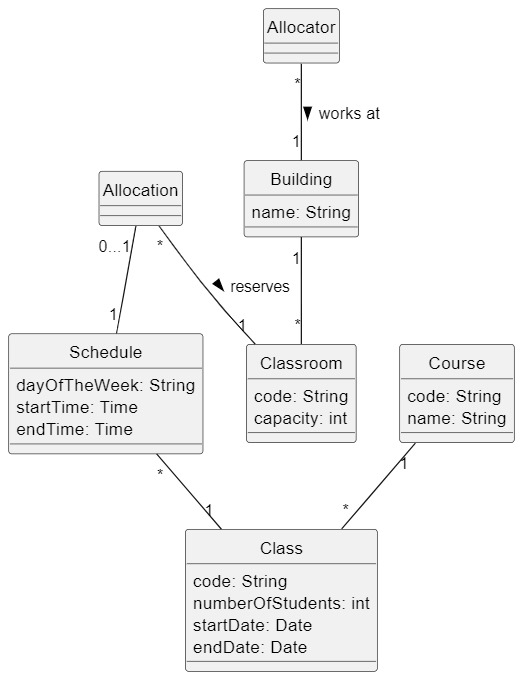 Allocator
*
works at
1
Allocation
Building
name: String
0...1
*
1
reserves
1
1
*
Schedule
dayOfTheWeek: String
startTime: Time
endTime: Time
Classroom
code: String
capacity: int
Course
code: String
name: String
*
1
1
*
Class
code: String
numberOfStudents: int
startDate: Date
endDate: Date